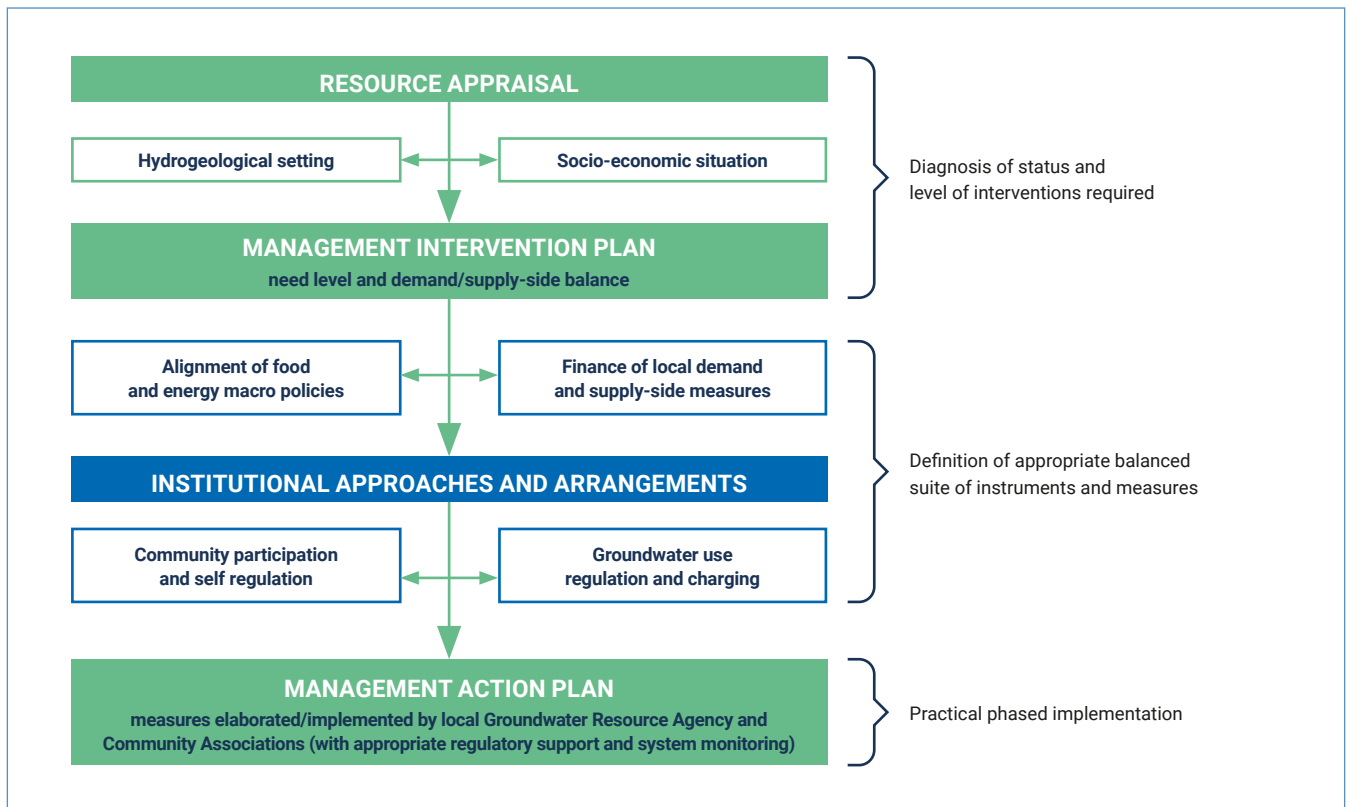 RESOURCE APPRAISAL
Hydrogeological setting
Socio-economic situation
Diagnosis of status and
level of interventions required
MANAGEMENT INTERVENTION PLAN
need level and demand/supply-side balance
Alignment of food
and energy macro policies
Finance of local demand
and supply-side measures
INSTITUTIONAL APPROACHES AND ARRANGEMENTS
Definition of appropriate balanced
suite of instruments and measures
Community participation
and self regulation
Groundwater use
regulation and charging
MANAGEMENT ACTION PLAN
measures elaborated/implemented by local Groundwater Resource Agency and
Community Associations (with appropriate regulatory support and system monitoring)
Practical phased implementation